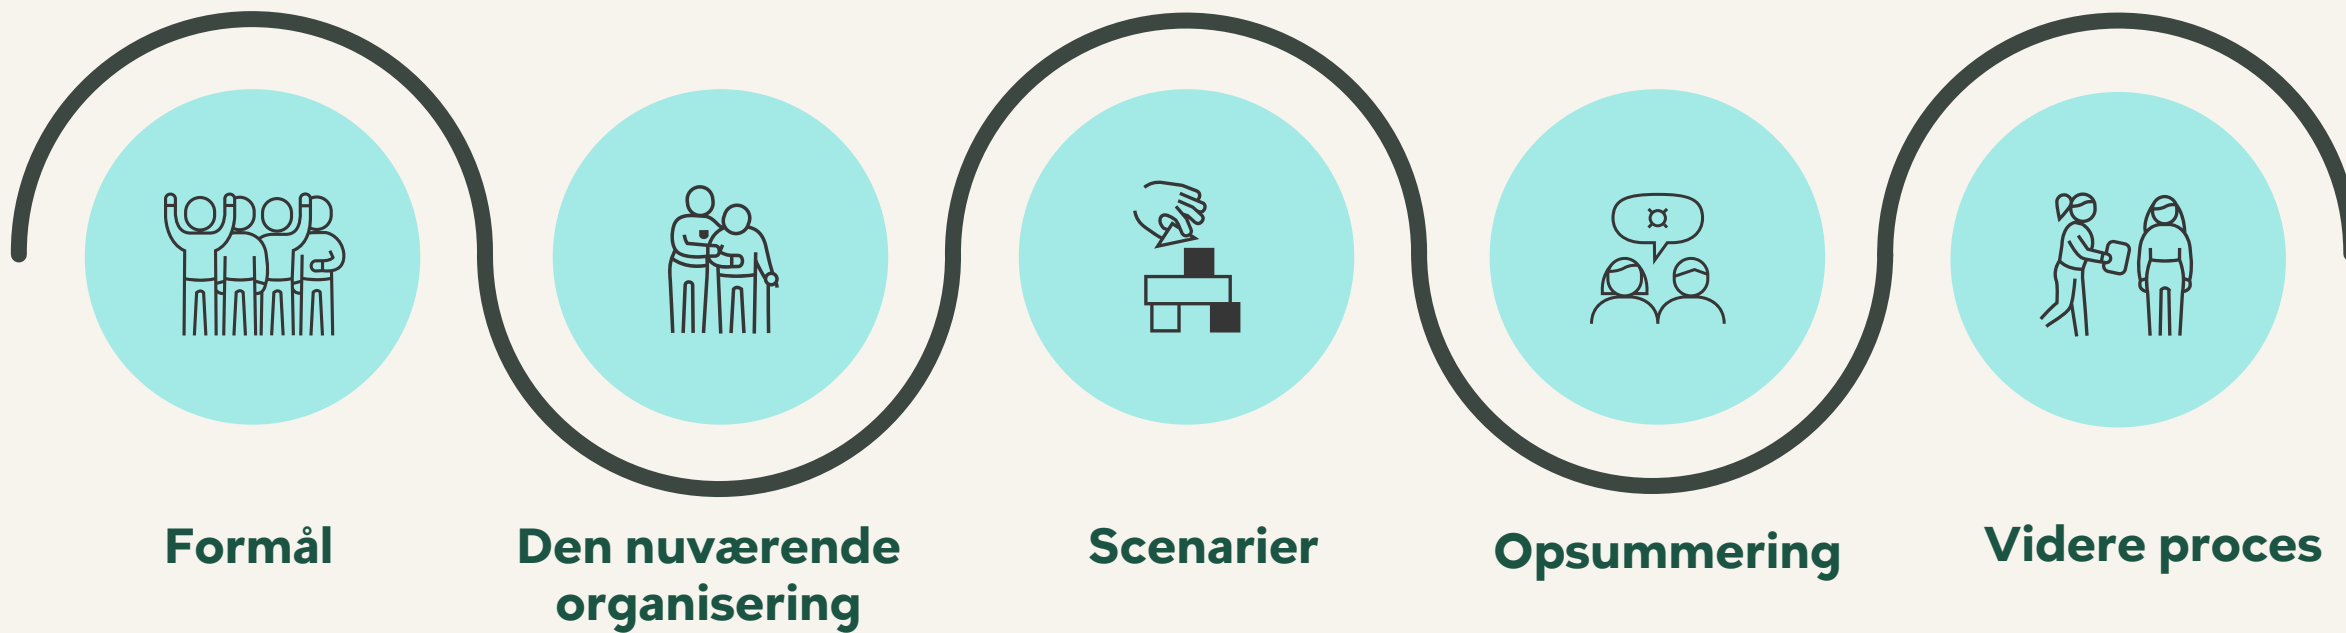 Formål
Den nuværende
organisering
Scenarier
Opsummering
Videre proces